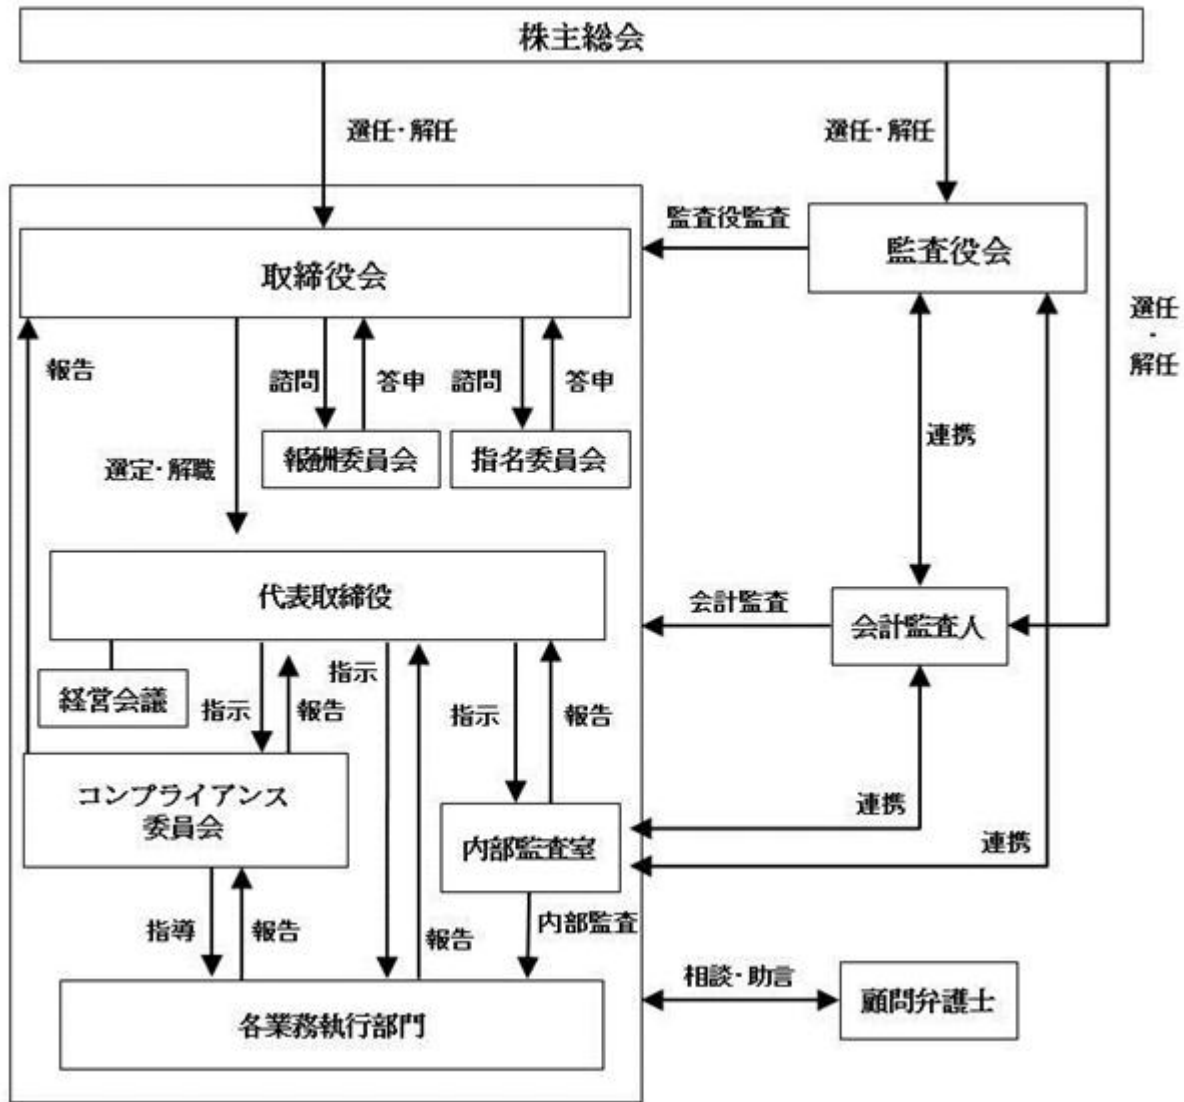 株主総会
選任・解任
選任・解任
監査役監査
監査役会
取締役会
選任
・
解任
報告
諮問
答申
諮問
答申
連携
報酬委員会
指名委員会
選定・解職
代表取締役
会計監査
会計監査人
経営会議
指示
報告
指示
指示
報告
コンプライアンス
委員会
内部監査室
連携
連携
指導
報告
報告
内部監査
相談・助言
顧問弁護士
各業務執行部門